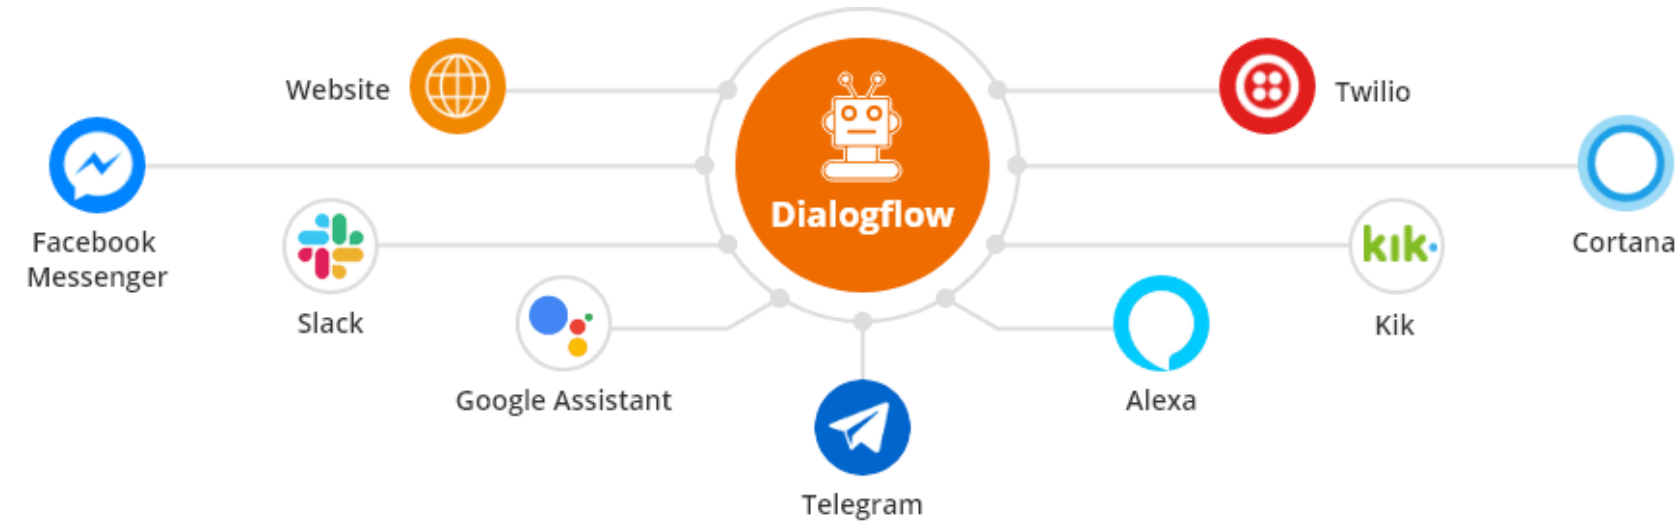 Website
Twilio
Facebook
Messenger
Dialogflow
Cortana
kik
Slack
Kik
Google Assistant
Alexa
Telegram